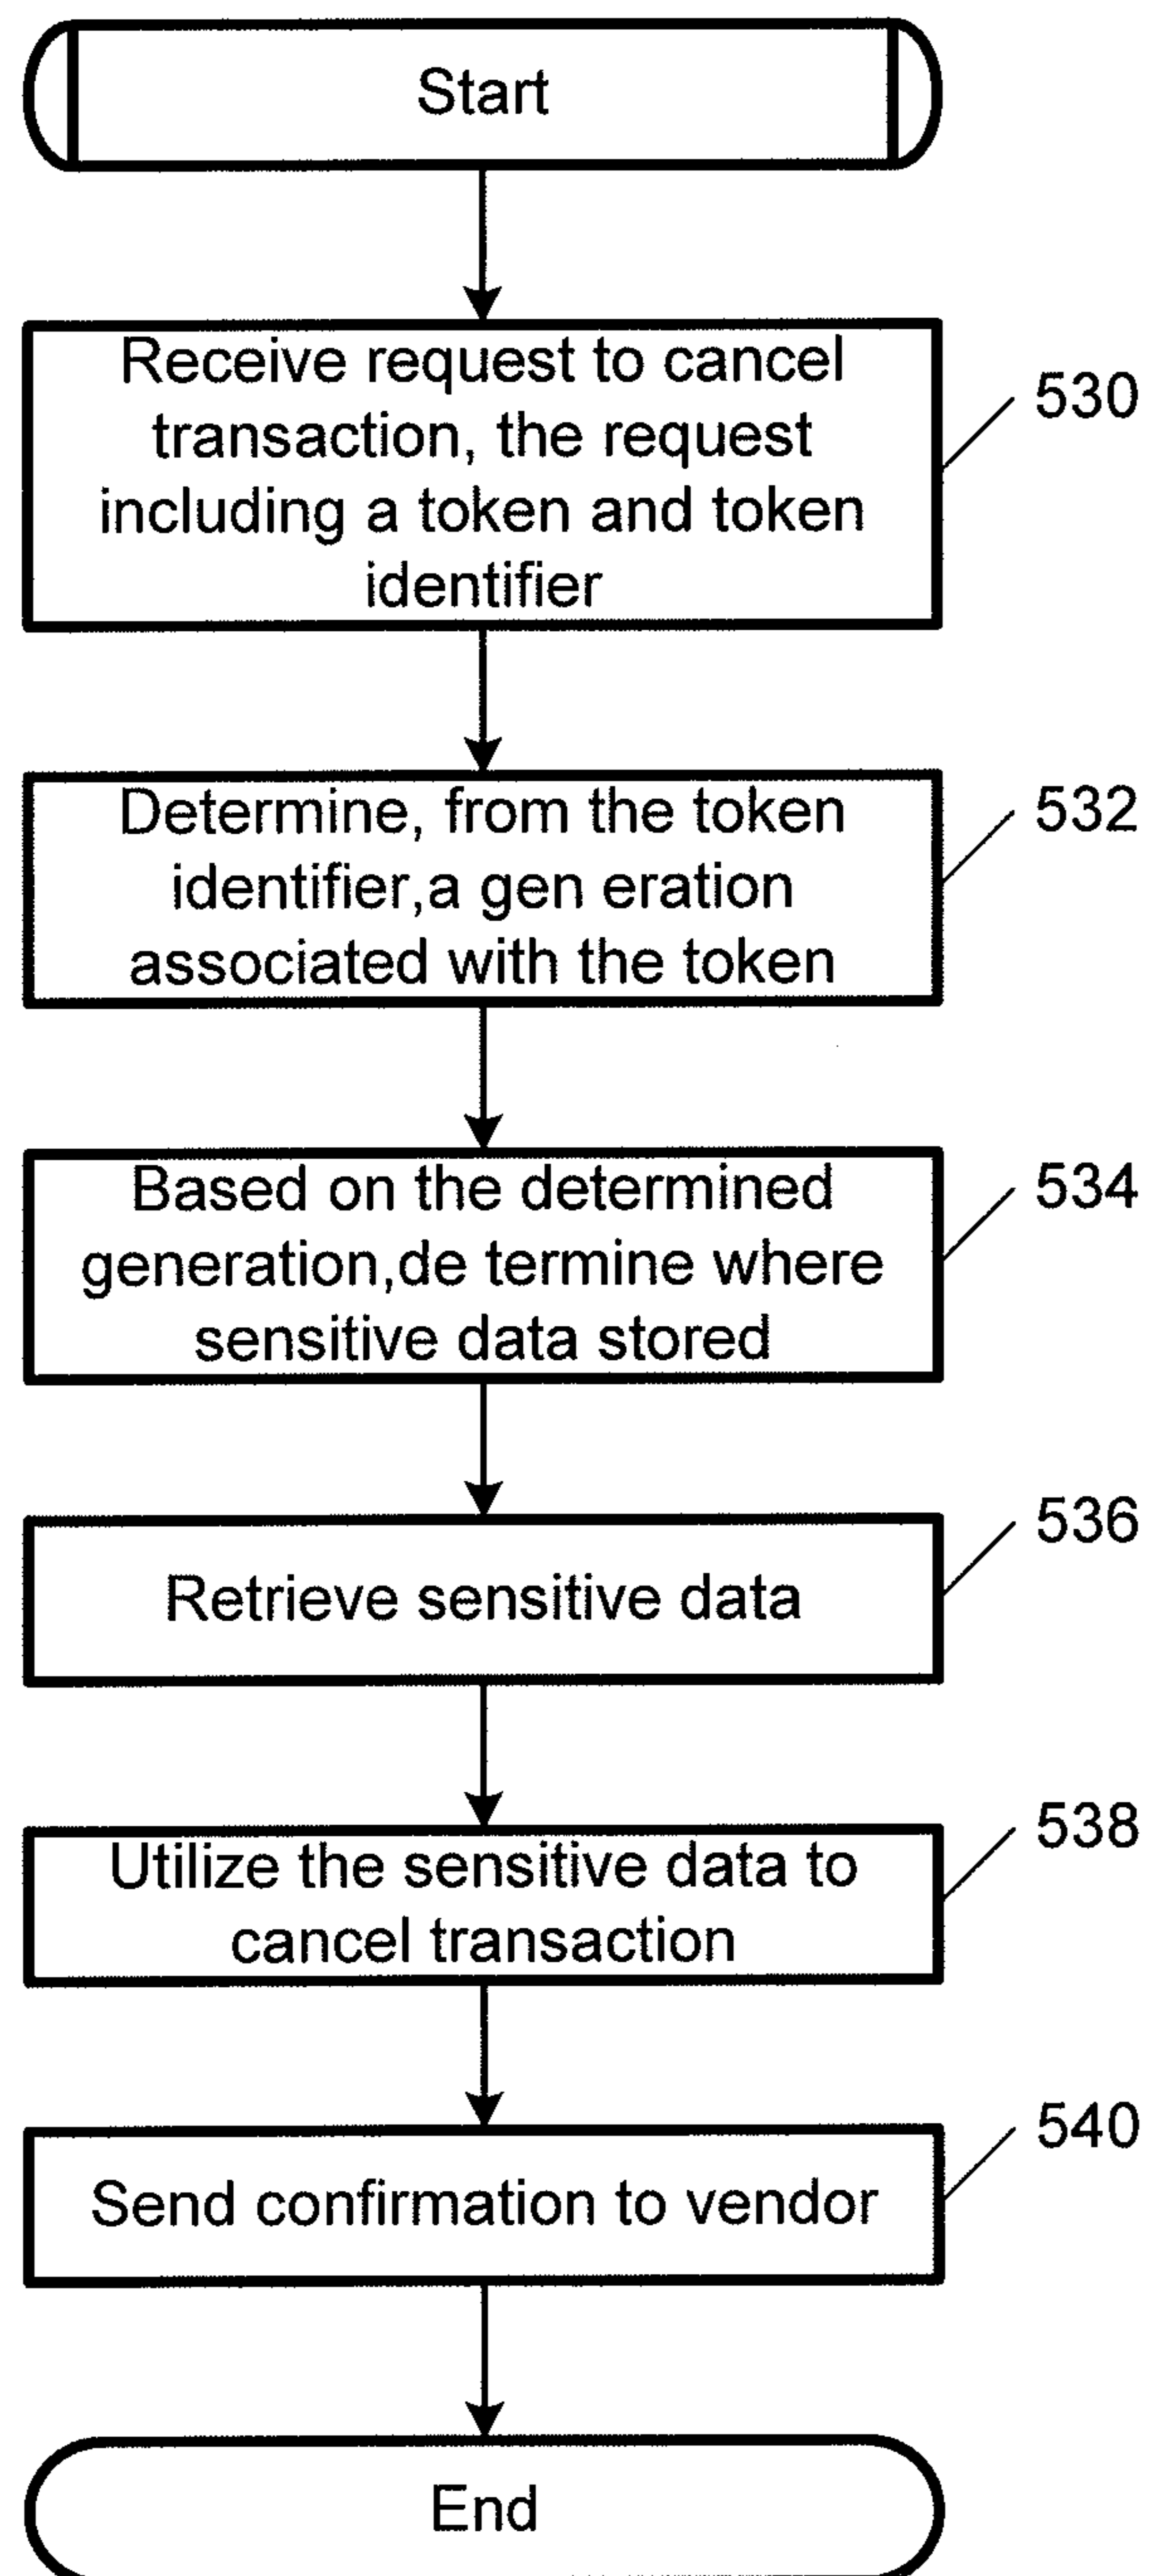 Start
Receive request to cancel
transaction, the request
including a token and token
identifier
530
Determine, from the token
identifier,a gen eration
associated with the token
532
Based on the determined
generation,de termine where
sensitive data stored
534
Retrieve sensitive data
536
Utilize the sensitive data to
cancel transaction
538
Send confirmation to vendor
540
End